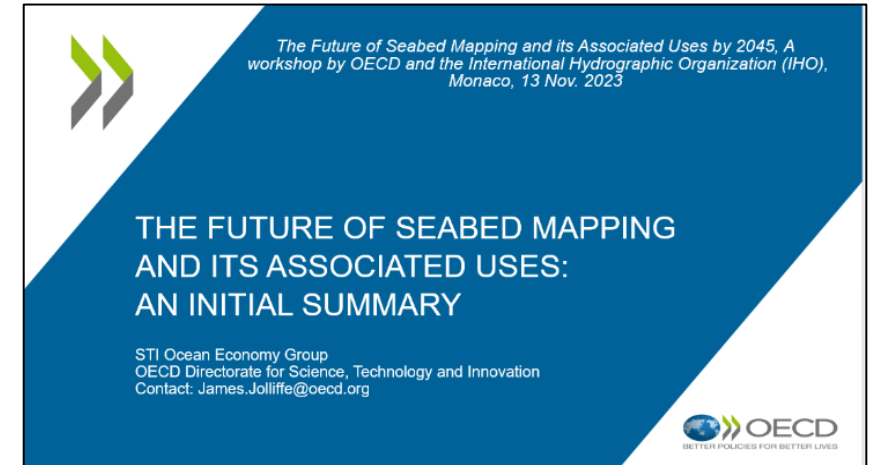 The Future of Seabed Mapping and its Associated Uses by 2045, A
workshop by OECD and the International Hydrographic Organization (IHO),
Monaco, 13 Nov. 2023
THE FUTURE OF SEABED MAPPING
AND ITS ASSOCIATED USES:
AN INITIAL SUMMARY
STI Ocean Economy Group
OECD Directorate for Science, Technology and Innovation
Contact: James.Jolliffe@oecd.org
OECD
BETTER POLICIES FOR BETTER LIVES